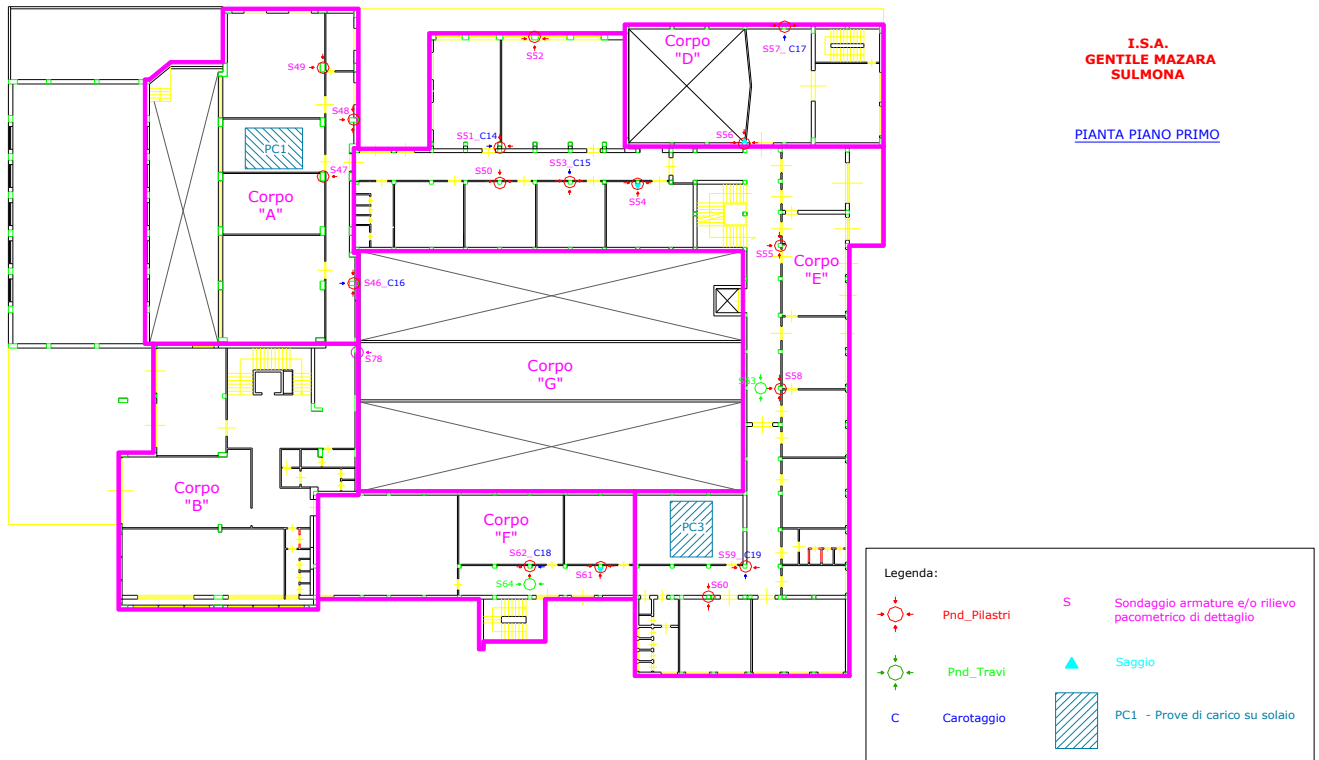 I.S.A.
GENTILE MAZARA
SULMONA
PIANTA PIANO PRIMO
Corpo
"D"
S57_ C17
S52
S49
S48
S56
S51_C14
PC1
S53_C15
S47
S50
S54
Corpo
"A"
S55
Corpo
"E"
S46_C16
S78
Corpo
"G"
S63
S58
Corpo
"B"
Corpo
"F"
PC3
S62_C18
S61
S59_C19
S64
S60
Legenda:
Pnd_Pilastri
S
Sondaggio armature e/o rilievo
pacometrico di dettaglio
Pnd_Travi
Saggio
C
Carotaggio
PC1 - Prove di carico su solaio